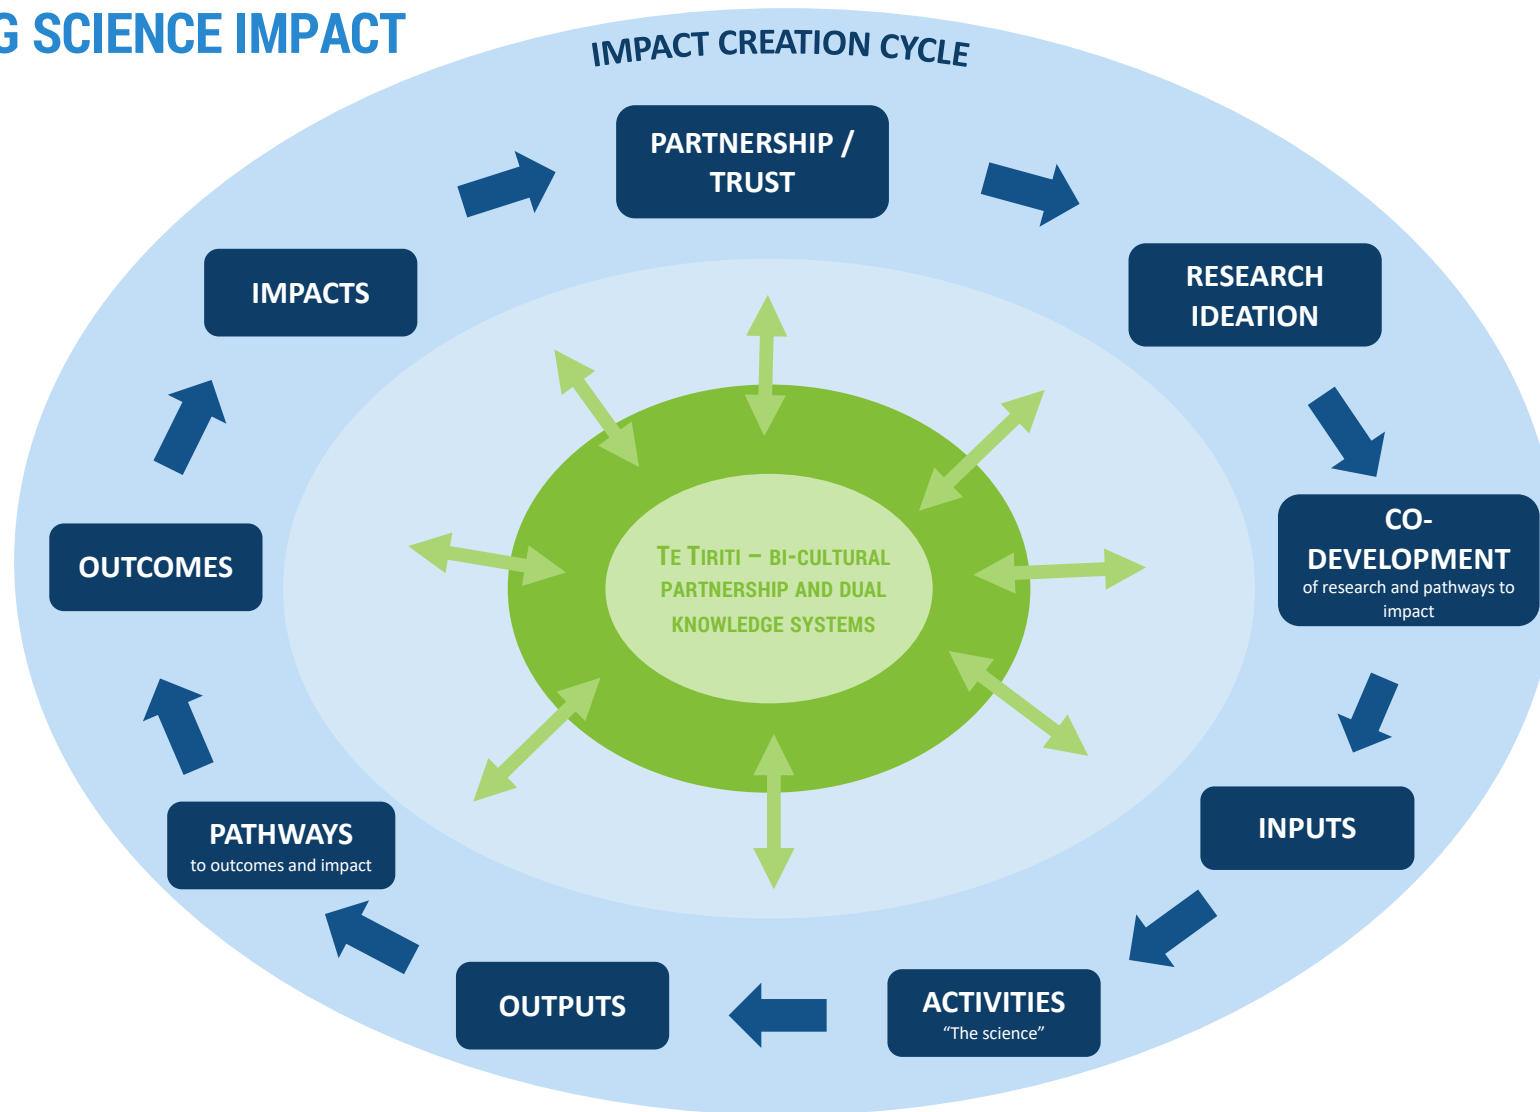 G SCIENCE IMPACT
IMPACT CREATION CYCLE
PARTNERSHIP /
TRUST
RESEARCH
IDEATION
CO-
DEVELOPMENT
of research and pathways to
impact
INPUTS
ACTIVITIES
“The science”
OUTPUTS
PATHWAYS
to outcomes and impact
OUTCOMES
IMPACTS
TE TIRITI – BI-CULTURAL
PARTNERSHIP AND DUAL
KNOWLEDGE SYSTEMS